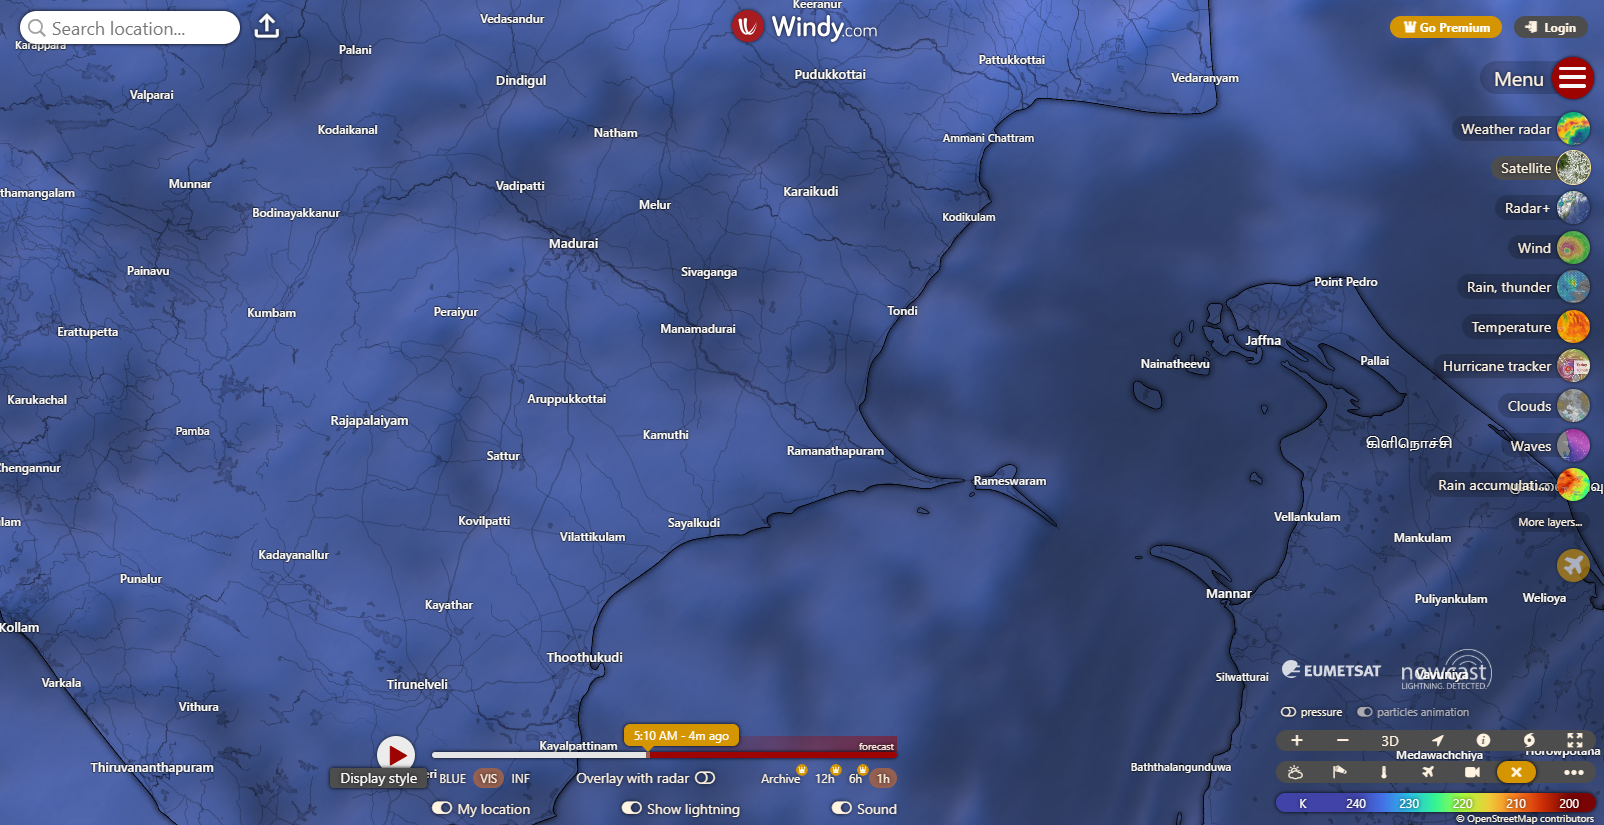 Search location...
Windy.com
Go Premium
Login
Menu
Weather radar
Satellite
Radar+
Wind
Rain, thunder
Temperature
Hurricane tracker
Clouds
Waves
Rain accumulati...
More layers...
Keeranur
Vedasandur
Karappara
Palani
Pattukkottai
Pudukkottai
Dindigul
Vedaranyam
Valparai
Kodaikanal
Natham
Ammani Chattram
Munnar
Vadipatti
Karaikudi
thamangalam
Melur
Bodinayakkanur
Kodikulam
Madurai
Painavu
Sivaganga
Point Pedro
Kumbam
Peraiyur
Tondi
Erattupetta
Manamadurai
Jaffna
Nainatheevu
Pallai
Karukachal
Aruppukkottai
Rajapalaiyam
Pamba
Kamuthi
கிளிநொச்சி
Sattur
Ramanathapuram
Chengannur
Rameswaram
lam
Kovilpatti
Sayalkudi
Vellankulam
Vilattikulam
Mankulam
Kadayanallur
Punalur
Mannar
Puliyankulam
Welioya
Kayathar
Kollam
Thoothukudi
Silwatturai
Varkala
Tirunelveli
Vavuniya
Vithura
Kayalpattinam
Thiruvananthapuram
Baththalangunduwa
Medawachchiya
Horowpotana
EUMETSAT
nowcast
LIGHTNING. DETECTED.
pressure
particles animation
3D
5:10 AM - 4m ago
forecast
Display style
eri
BLUE
VIS
INF
Overlay with radar
Archive
12h
6h
1h
My location
Show lightning
Sound
K 240 230 220 210 200
© OpenStreetMap contributors